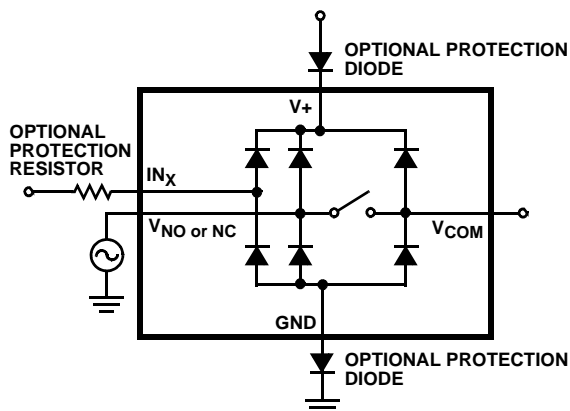 OPTIONAL PROTECTION
DIODE
V+
OPTIONAL
PROTECTION
RESISTOR
INX
VNO or NC
VCOM
GND
OPTIONAL PROTECTION
DIODE